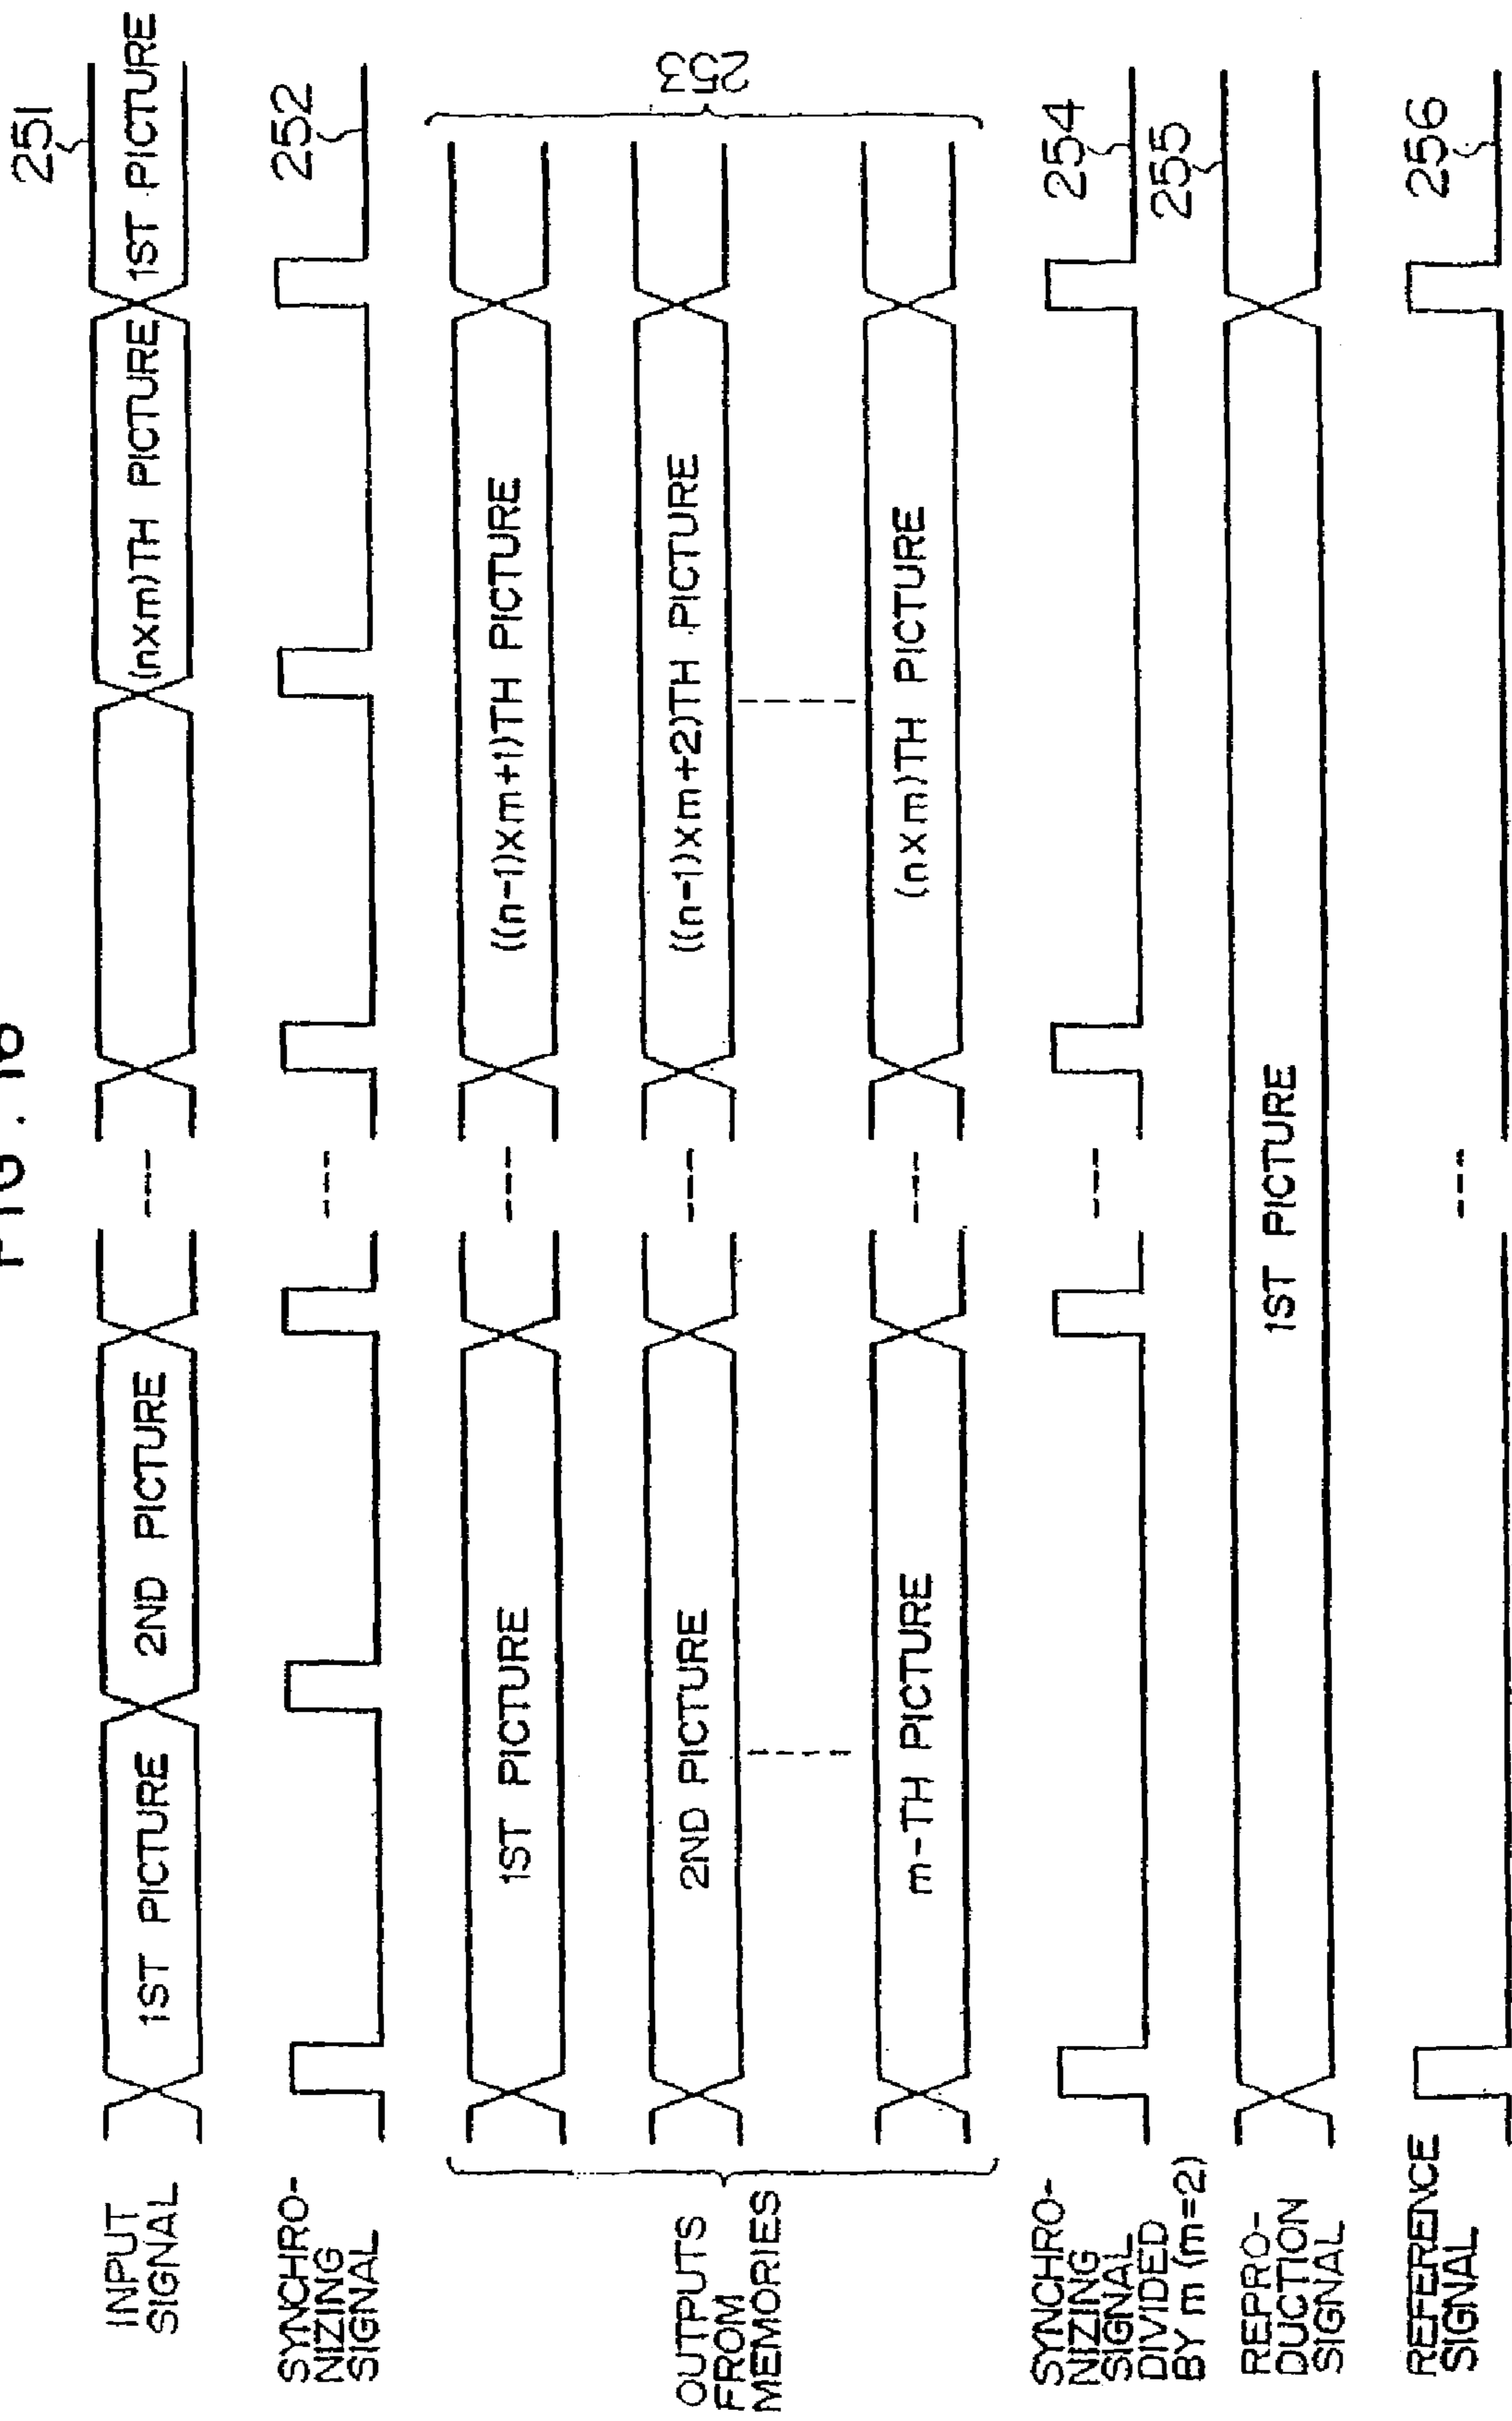 FIG. 18
INPUT
SIGNAL
1ST PICTURE
2ND PICTURE
---
(n×m)TH PICTURE
1ST PICTURE
251
SYNCHRO-
NIZING
SIGNAL
---
252
OUTPUTS
FROM
MEMORIES
1ST PICTURE
---
((n-1)×m+1)TH PICTURE
2ND PICTURE
---
((n-1)×m+2)TH PICTURE
m-TH PICTURE
---
(n×m)TH PICTURE
253
SYNCHRO-
NIZING
SIGNAL
DIVIDED
BY m (m=2)
---
254
REPRO-
DUCTION
SIGNAL
1ST PICTURE
255
REFERENCE
SIGNAL
---
256